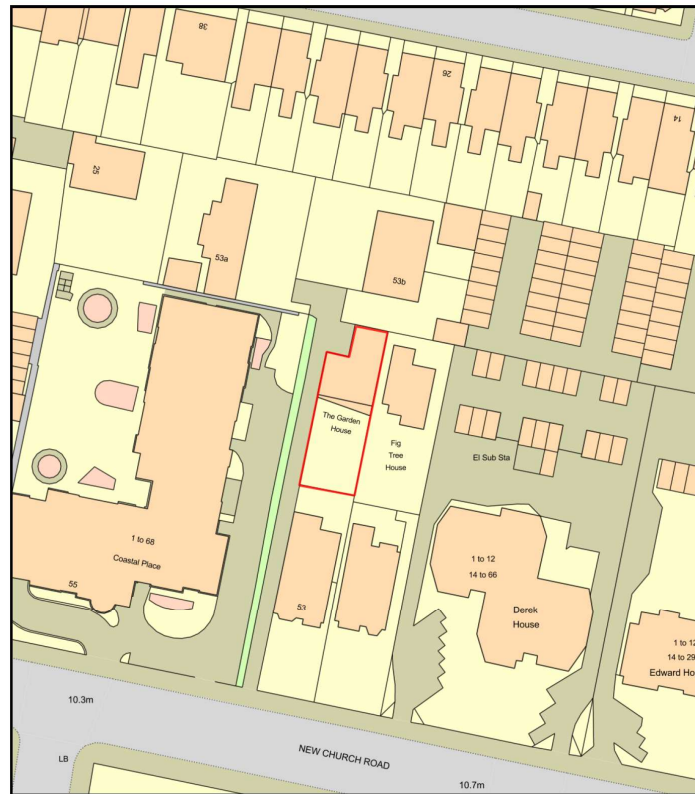 38
26
14
25
53a
53b
The Garden
House
Fig
Tree
House
El Sub Sta
1 to 68
Coastal Place
55
53
1 to 12
14 to 66
Derek
House
1 to 12
14 to 29
Edward Ho
10.3m
NEW CHURCH ROAD
LB
10.7m